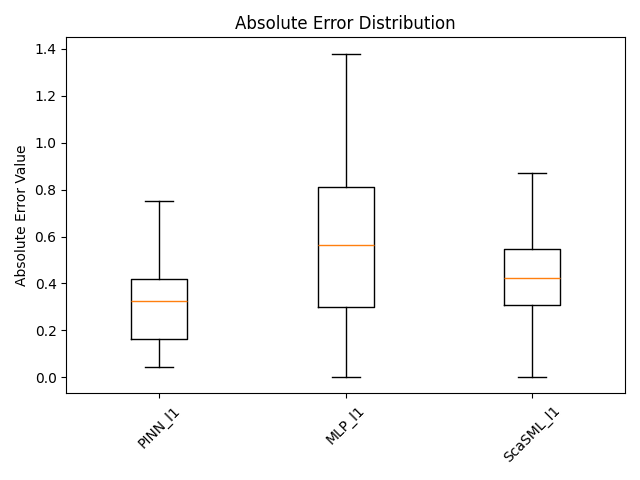 Absolute Error Distribution
Absolute Error Value
1.4
1.2
1.0
0.8
0.6
0.4
0.2
0.0
PINN_l1
MLP_l1
ScaSML_l1